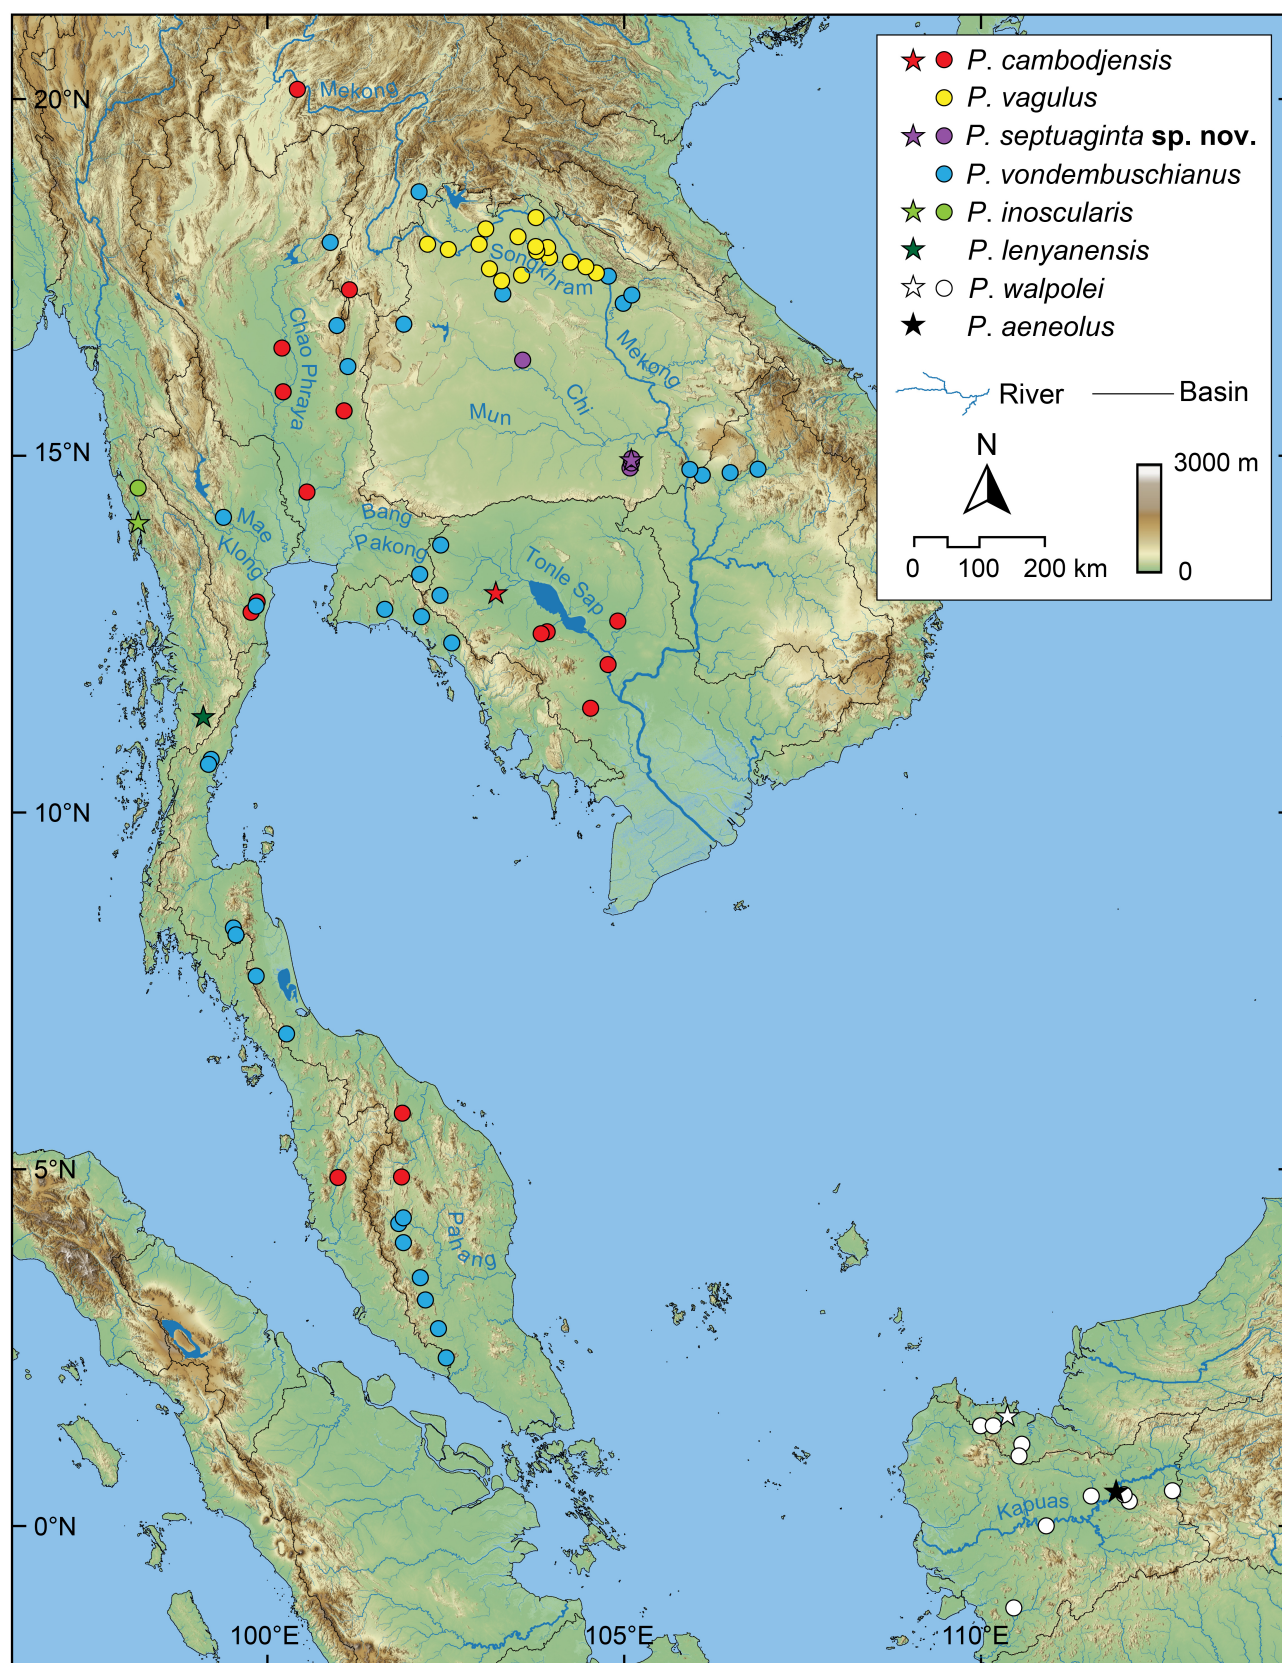 P. cambodjensis
P. vagulus
P. septuaginta sp. nov.
P. vondembuschianus
P. inoscularis
P. lenyanensis
P. walpolei
P. aeneolus
River
Basin
N
0 100 200 km
3000 m
0
20°N
15°N
10°N
5°N
0°N
100°E
105°E
110°E
Mekong
Songkhram
Mekong
Chao Phraya
Chi
Mun
Mae
Klong
Bang
Pakong
Tonle Sap
Pahang
Kapuas